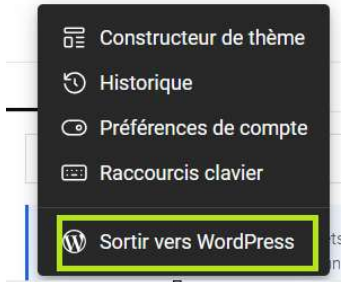 Constructeur de thème
Historique
Préférences de compte
Raccourcis clavier
Sortir vers WordPress